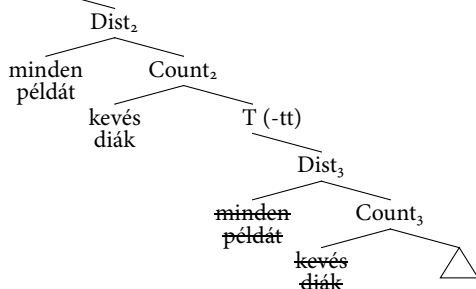 Dist₂
minden Count₂
példát
kevés T (-tt)
diák
Dist₃
minden Count₃
példát
kevés
diák